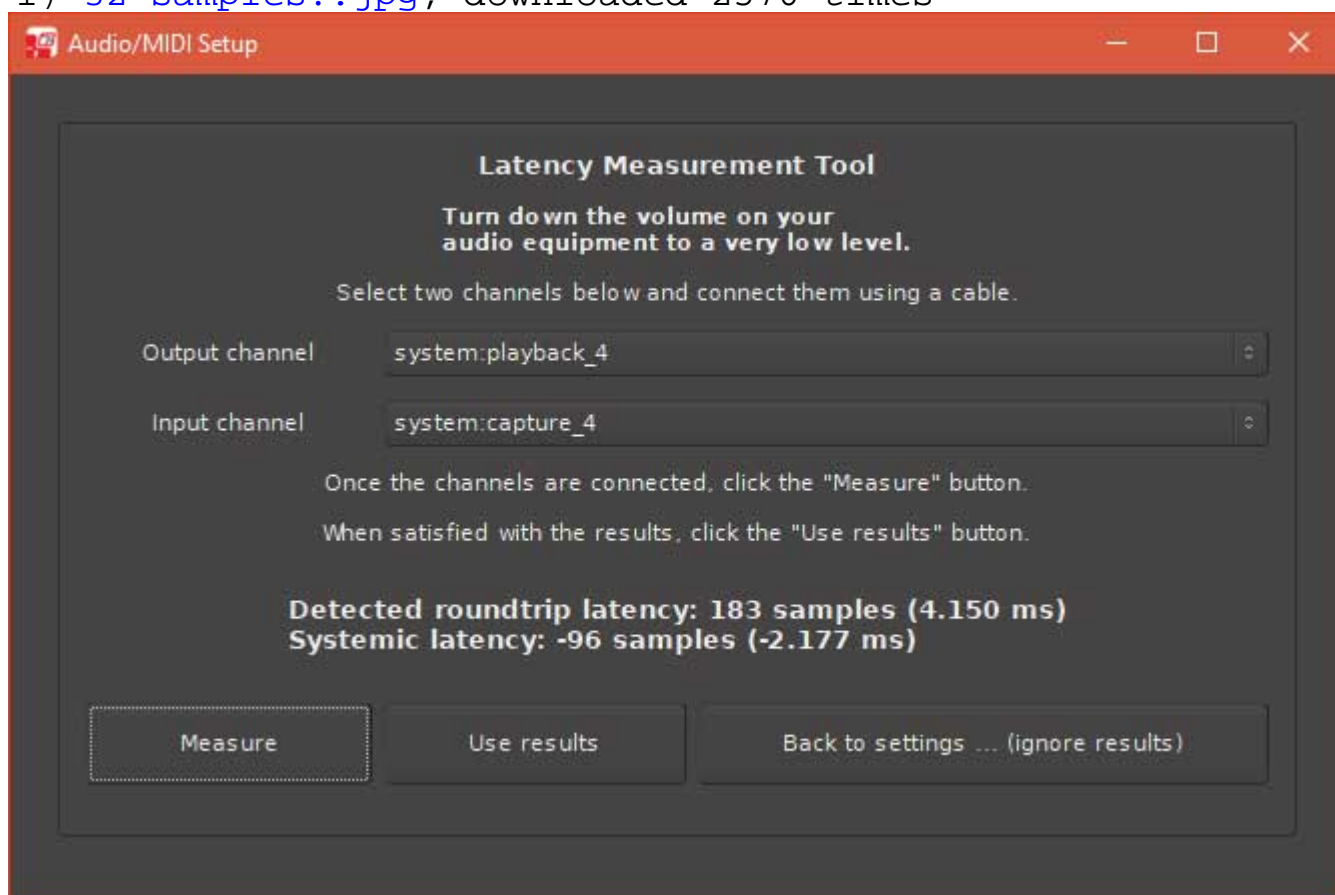 Audio/MIDI Setup
Latency Measurement Tool
Turn down the volume on your
audio equipment to a very low level.
Select two channels below and connect them using a cable.
Output channel system:playback_4
Input channel system:capture_4
Once the channels are connected, click the "Measure" button.
When satisfied with the results, click the "Use results" button.
Detected roundtrip latency: 183 samples (4.150 ms)
Systemic latency: -96 samples (-2.177 ms)
Measure Use results Back to settings ... (ignore results)